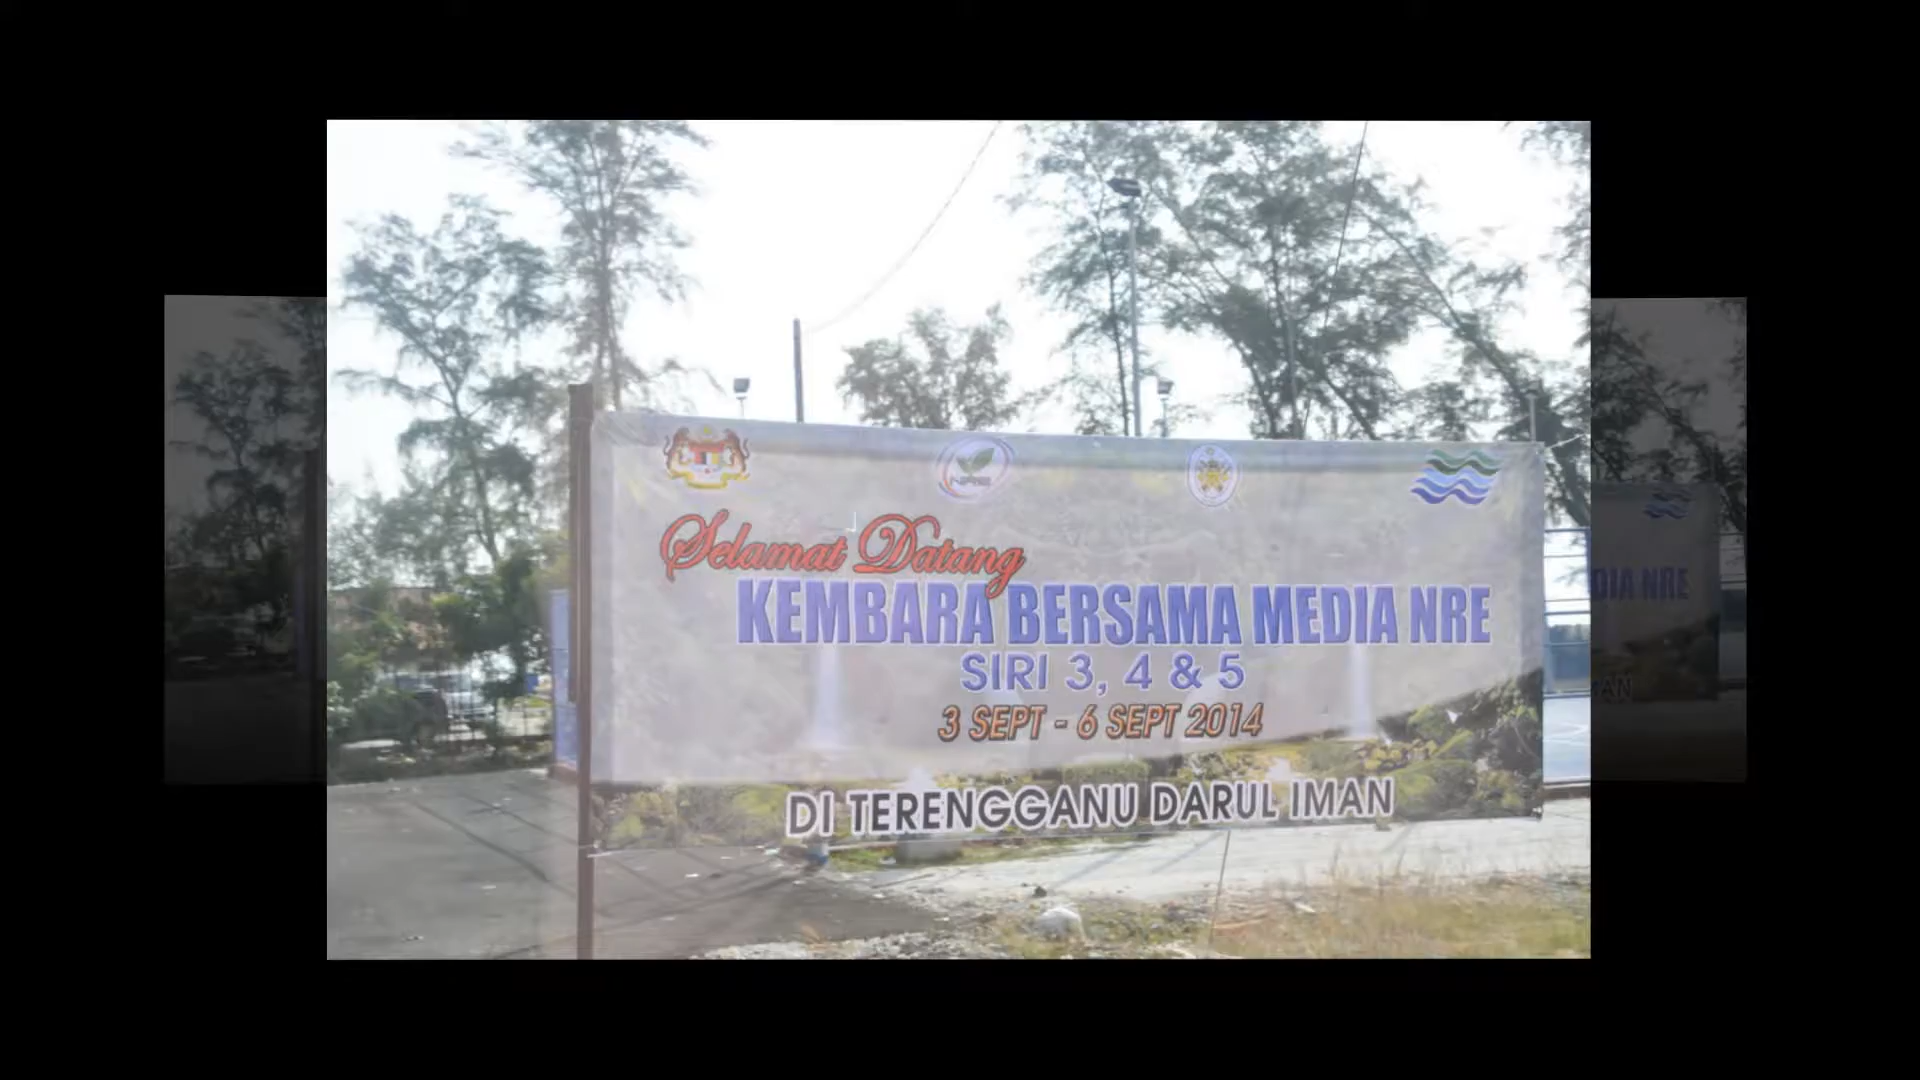 NRE
Selamat Datang
KEMBARA BERSAMA MEDIA NRE
SIRI 3, 4 & 5
3 SEPT - 6 SEPT 2014
DI TERENGGANU DARUL IMAN